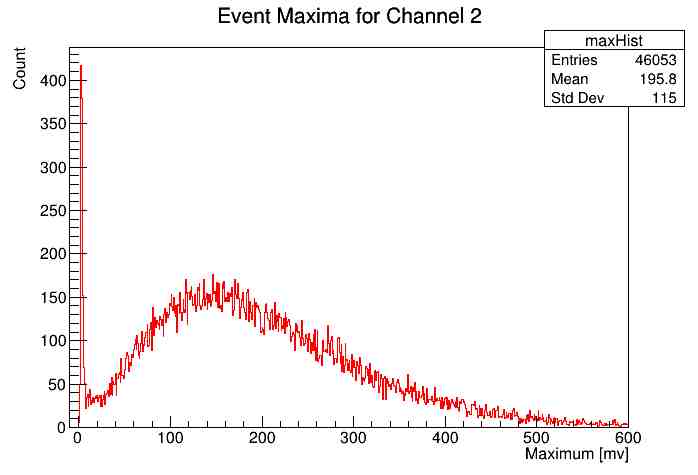 Event Maxima for Channel 2
maxHist
Entries 46053
Mean 195.8
Std Dev 115
Count
400
350
300
250
200
150
100
50
0
0 100 200 300 400 500 600
Maximum [mv]